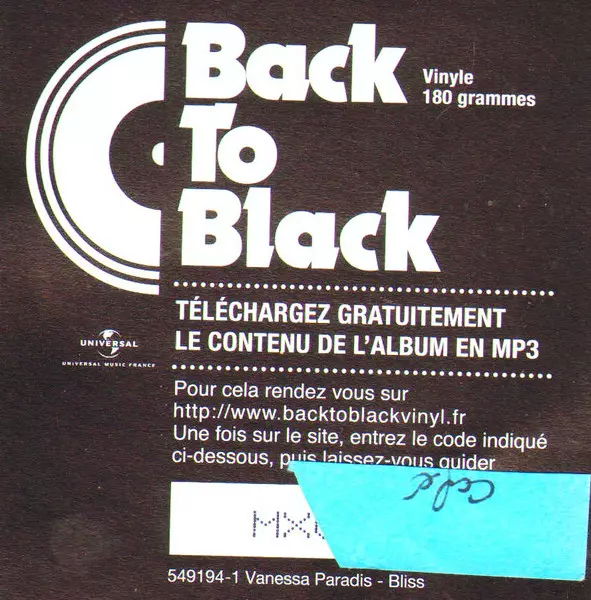 Back
To
Black
Vinyle
180 grammes
TÉLÉCHARGEZ GRATUITEMENT
LE CONTENU DE L'ALBUM EN MP3
UNIVERSAL
UNIVERSAL MUSIC FRANCE
Pour cela rendez vous sur
http://www.backtoblackvinyl.fr
Une fois sur le site, entrez le code indiqué
ci-dessous, puis laissez-vous guider
MX
549194-1 Vanessa Paradis - Bliss